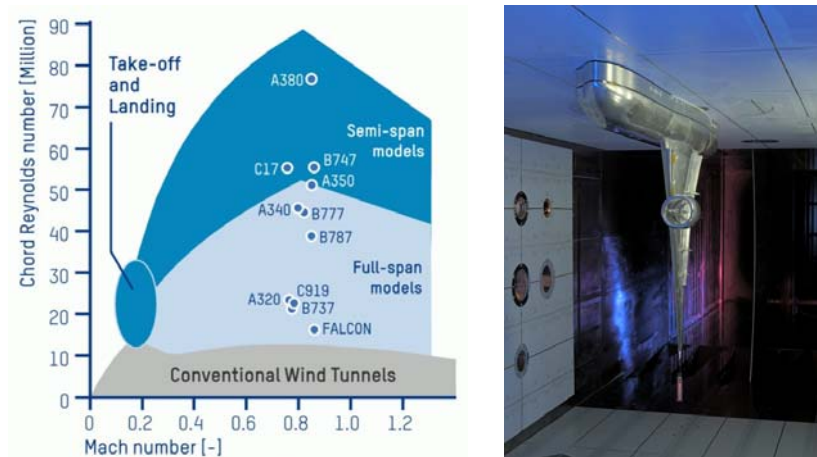 Chord Reynolds number [Million]
90
80
70
60
50
40
30
20
10
0
Take-off
and
Landing
A380
Semi-span
models
C17
B747
A350
A340
B777
B787
Full-span
models
A320
C919
B737
FALCON
Conventional Wind Tunnels
0
0.2
0.4
0.6
0.8
1.0
1.2
Mach number [-]